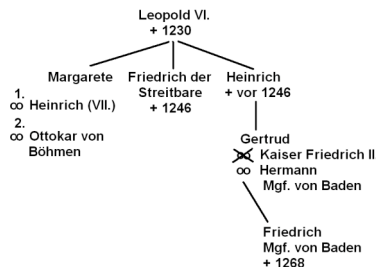 Leopold VI.
+ 1230
Margarete
1.
∞ Heinrich (VII.)
2.
∞ Ottokar von
Böhmen
Friedrich der
Streitbare
+ 1246
Heinrich
+ vor 1246
Gertrud
∞ Kaiser Friedrich II
∞ Hermann
Mgf. von Baden
Friedrich
Mgf. von Baden
+ 1268